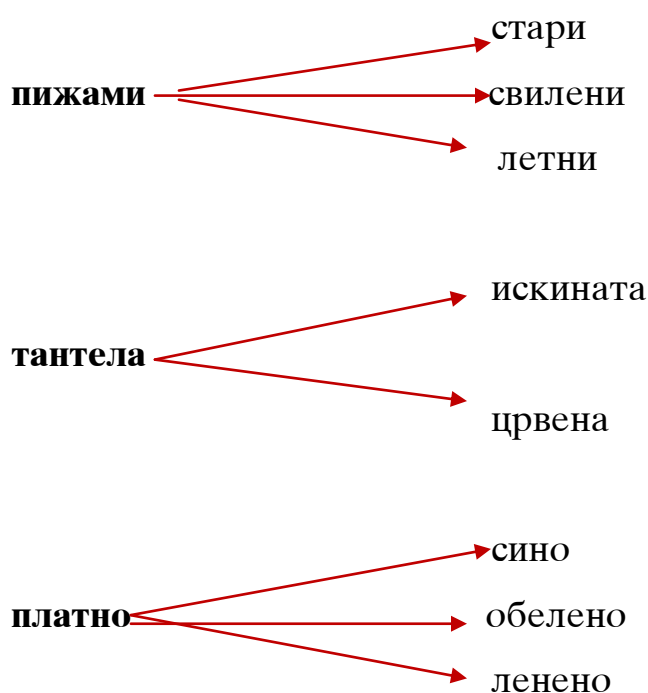 стари
пижами свилени
летни
искината
тантела
црвена
сино
платно обелено
ленено